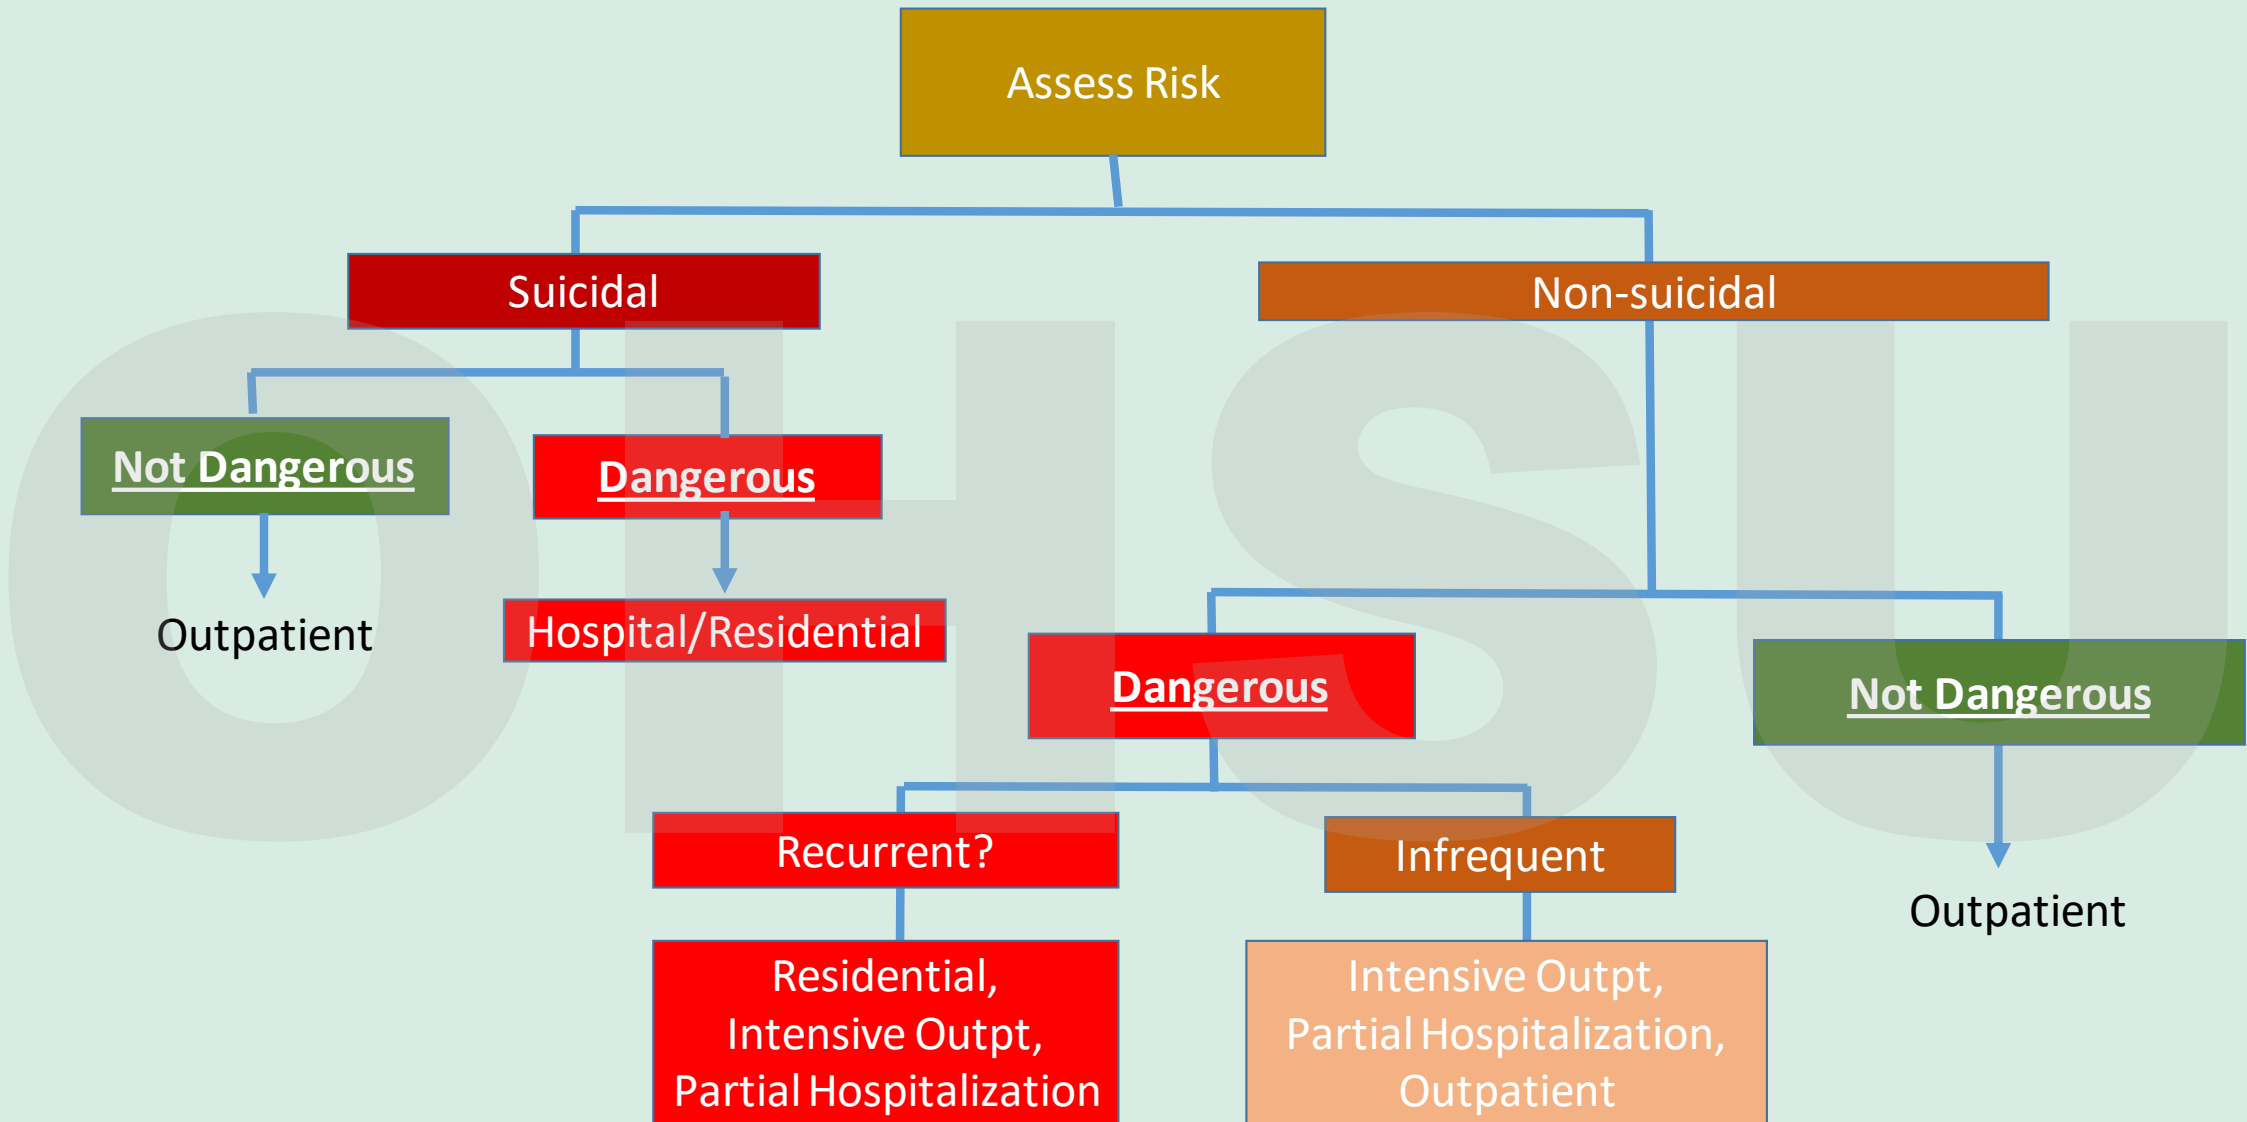 Assess Risk
Suicidal
Non-suicidal
Not Dangerous
Dangerous
Outpatient
Hospital/Residential
Dangerous
Not Dangerous
Recurrent?
Infrequent
Outpatient
Residential,
Intensive Outpt,
Partial Hospitalization
Intensive Outpt,
Partial Hospitalization,
Outpatient
OHSU